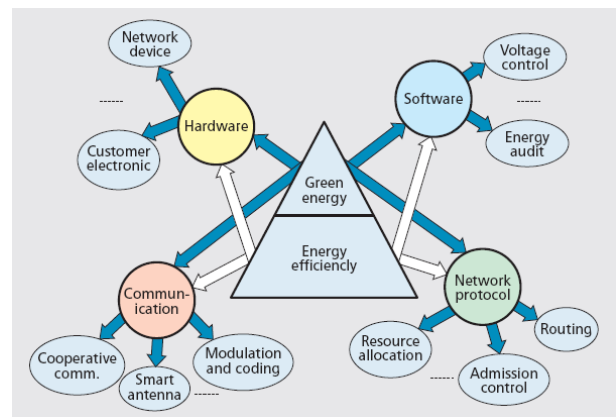 Network
device
Voltage
control
Software
Hardware
Customer
electronic
Energy
audit
Green
energy
Energy
efficiencly
Commun-
ication
Network
protocol
Cooperative
comm.
Smart
antenna
Modulation
and coding
Resource
allocation
Admission
control
Routing